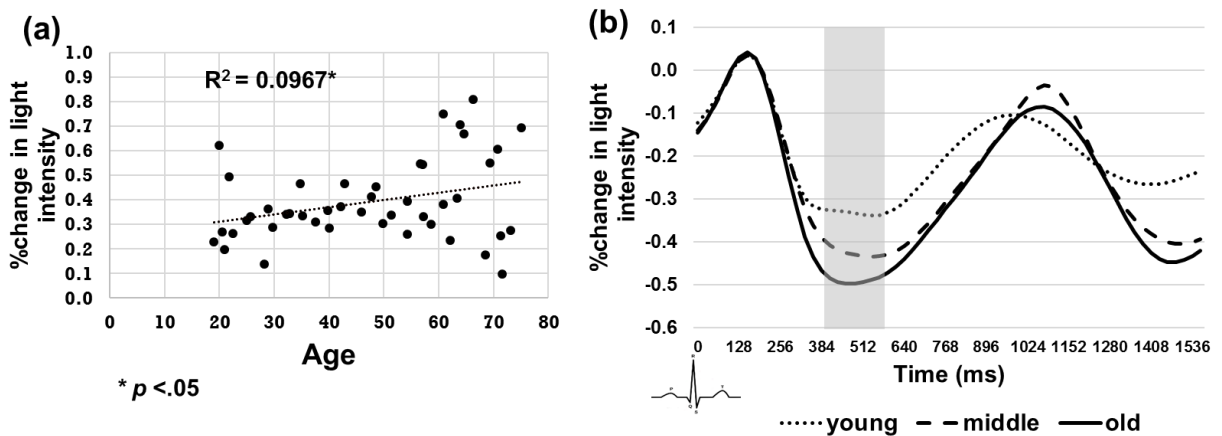 (a)
1.0
0.9
0.8
0.7
0.6
0.5
0.4
0.3
0.2
0.1
0.0
%change in light
intensity
R² = 0.0967*
0 10 20 30 40 50 60 70 80
Age
* p <.05
(b)
0.1
0.0
-0.1
-0.2
-0.3
-0.4
-0.5
-0.6
%change in light
intensity
0 128 256 384 512 640 768 896 1024 1152 1280 1408 1536
Time (ms)
R
P
T
Q
S
young middle old